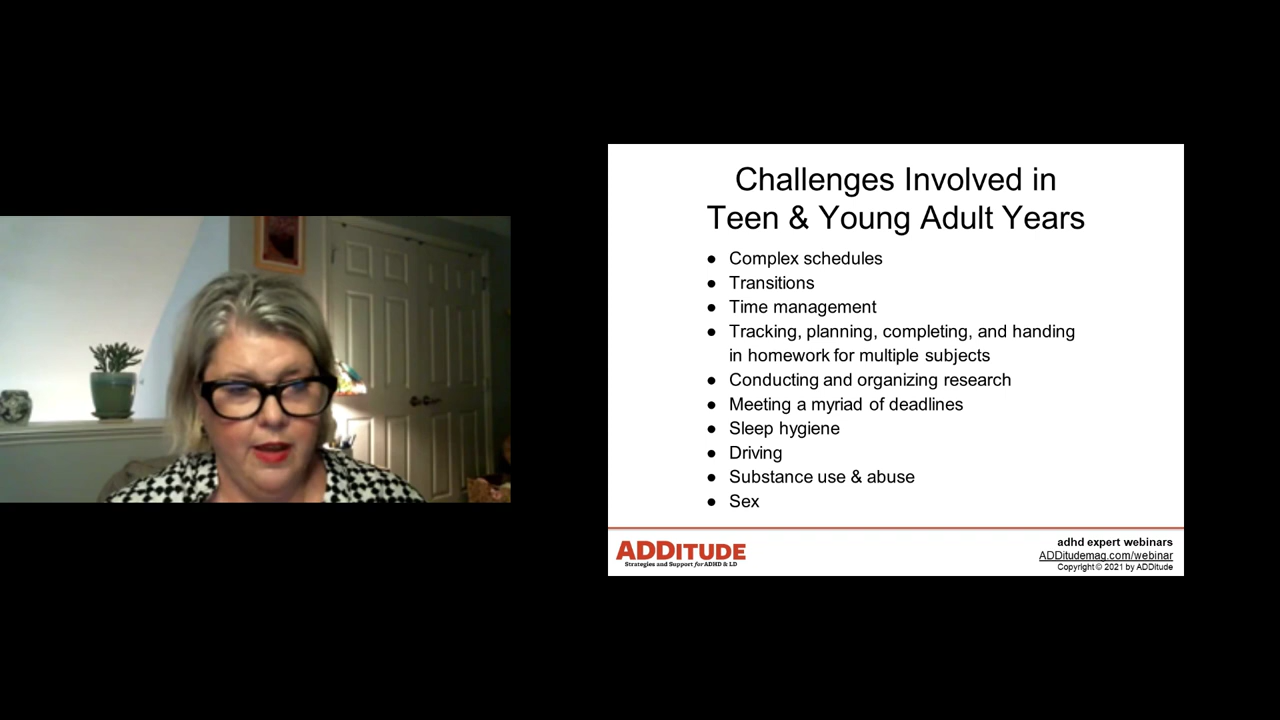 Challenges Involved in
Teen & Young Adult Years
● Complex schedules
● Transitions
● Time management
● Tracking, planning, completing, and handing
in homework for multiple subjects
● Conducting and organizing research
● Meeting a myriad of deadlines
● Sleep hygiene
● Driving
● Substance use & abuse
● Sex
ADDITUDE
Strategies and Support for ADHD & LD
adhd expert webinars
ADDitudemag.com/webinar
Copyright © 2021 by ADDitude